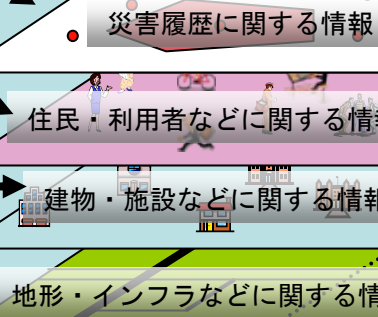 災害履歴に関する情報
住民・利用者などに関する情
建物・施設などに関する情報
地形・インフラなどに関する情